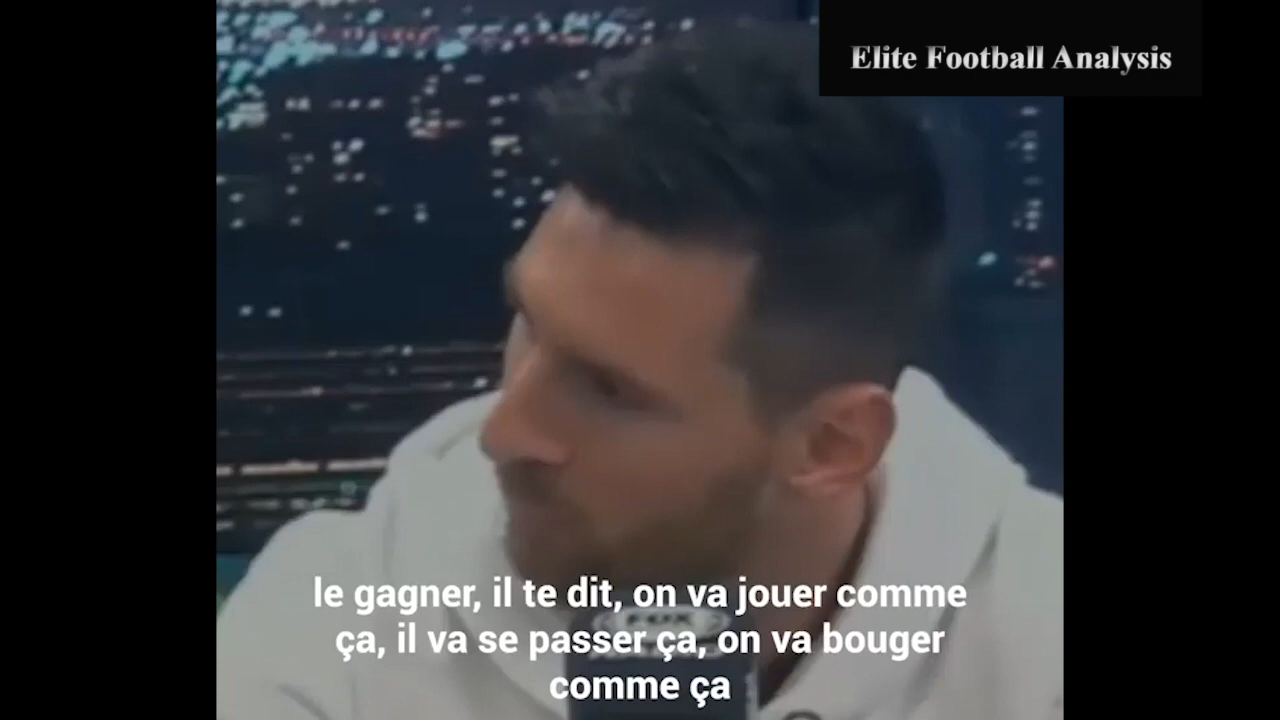 Elite Football Analysis
le gagner, il te dit, on va jouer comme
ça, il va se passer ça, on va bouger
comme ça
FOX